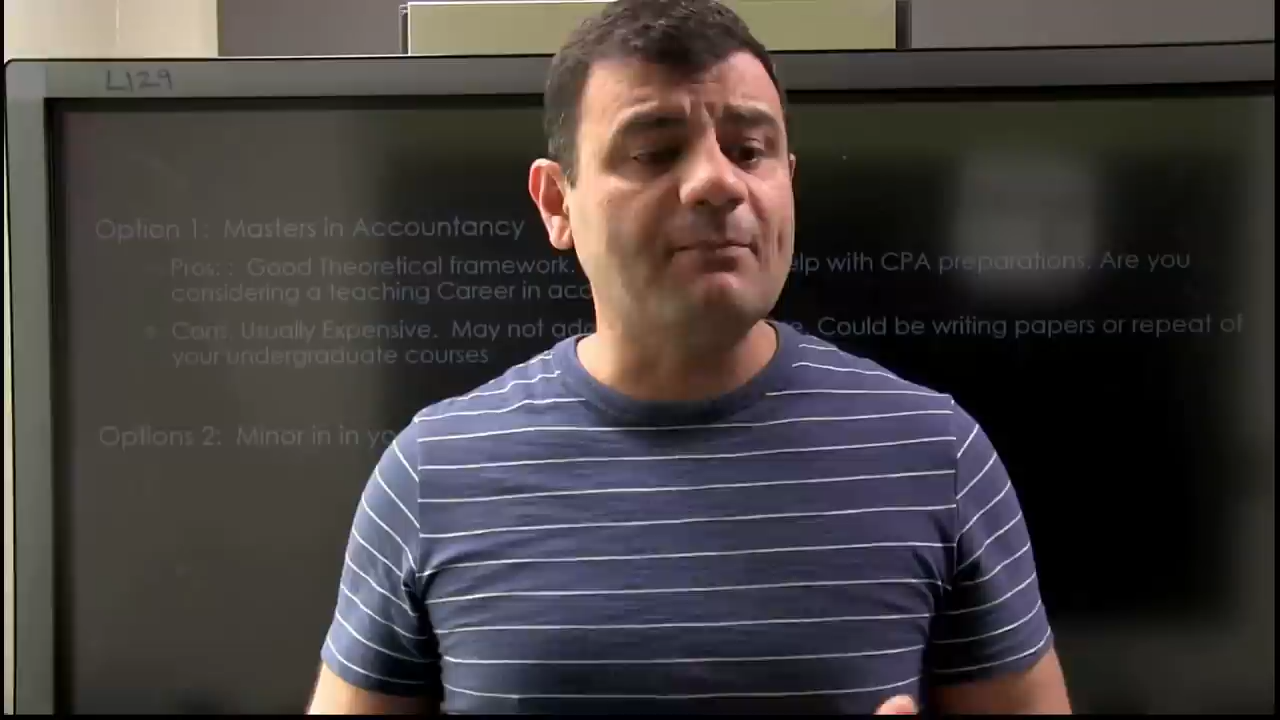 L129
Option 1: Masters in Accountancy
Pros: : Good Theoretical framework. elp with CPA preparations. Are you
considering a teaching Career in acc
Con: Usually Expensive. May not ad e. Could be writing papers or repeat of
your undergraduate courses
Options 2: Minor in in yo